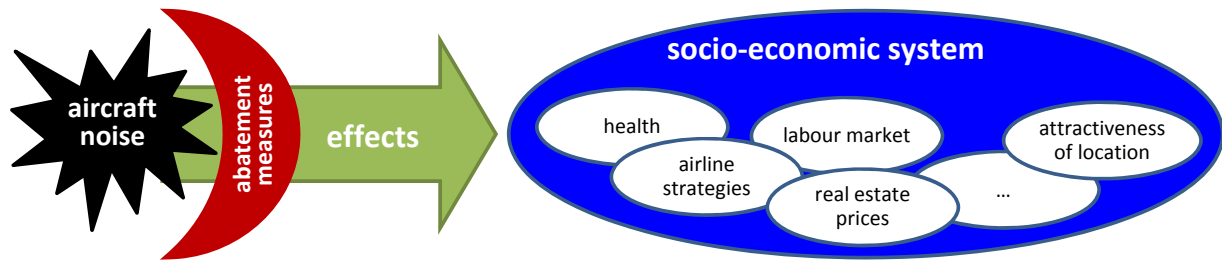 aircraft
noise
abatement
measures
effects
socio-economic system
health
airline
strategies
labour market
real estate
prices
...
attractiveness
of location